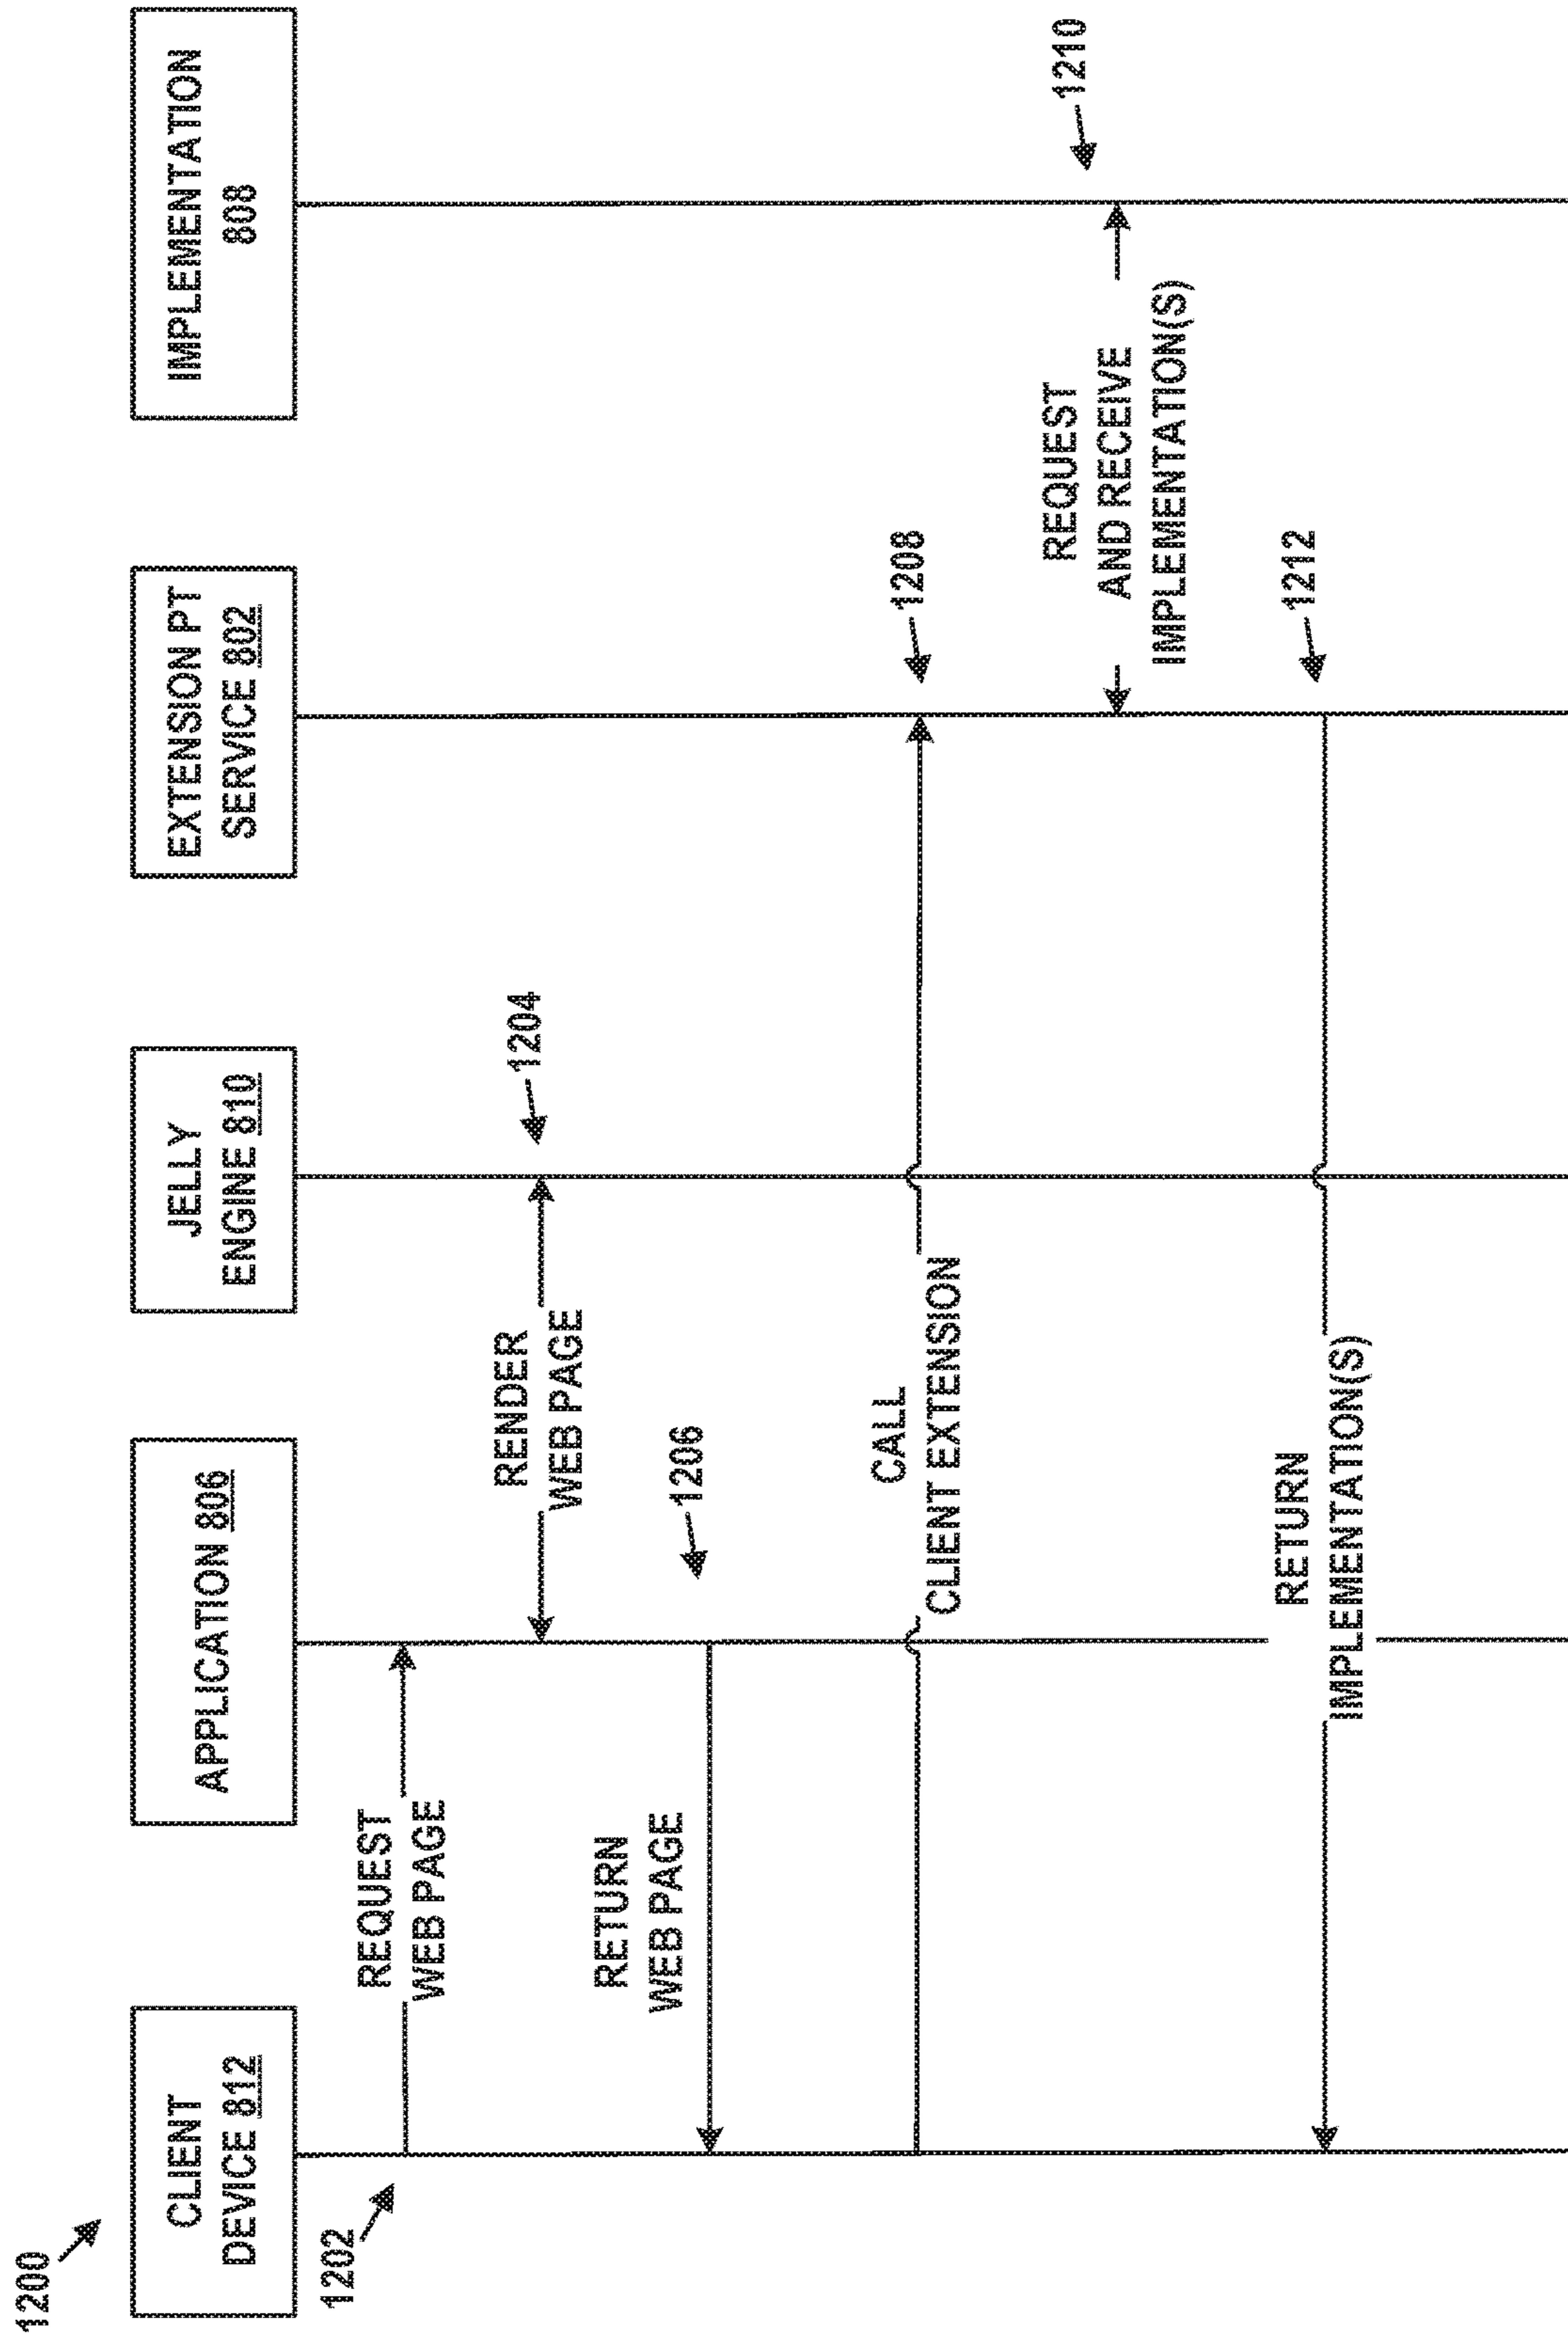 1200
CLIENT
DEVICE 812
APPLICATION 806
JELLY
ENGINE 810
EXTENSION PT
SERVICE 802
IMPLEMENTATION
808
1202
REQUEST
WEB PAGE
RENDER
WEB PAGE
1204
RETURN
WEB PAGE
1206
CALL
CLIENT EXTENSION
1208
REQUEST
AND RECEIVE
IMPLEMENTATION(S)
1210
RETURN
IMPLEMENTATION(S)
1212